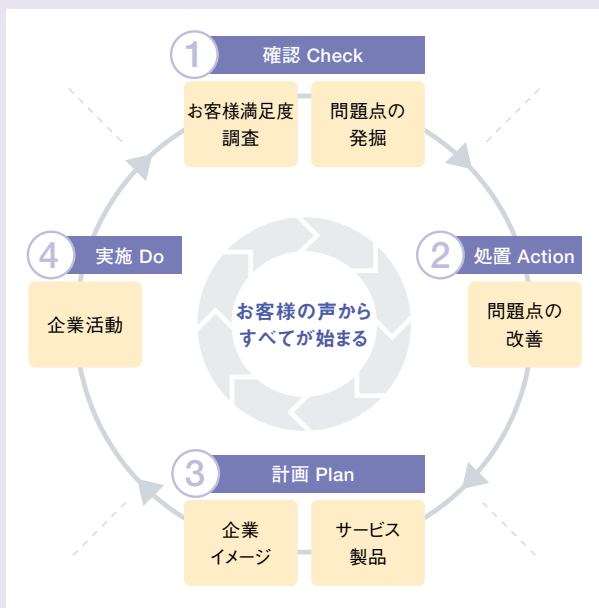 1
確認 Check
お客様満足度
調査
問題点の
発掘
2
処置 Action
問題点の
改善
3
計画 Plan
企業
イメージ
サービス
製品
4
実施 Do
企業活動
お客様の声から
すべてが始まる